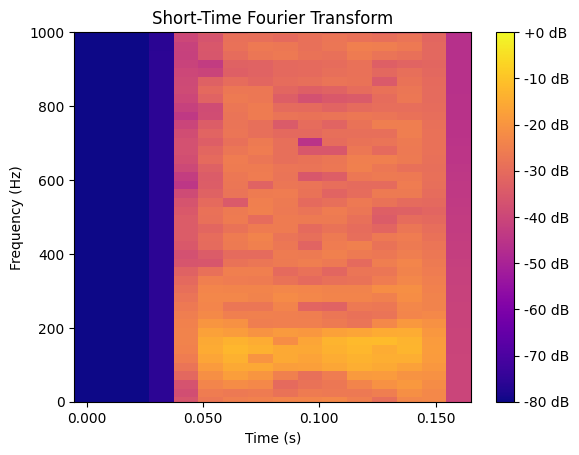 Short-Time Fourier Transform
Frequency (Hz)
1000
800
600
400
200
0
0.000
0.050
0.100
0.150
Time (s)
+0 dB
-10 dB
-20 dB
-30 dB
-40 dB
-50 dB
-60 dB
-70 dB
-80 dB